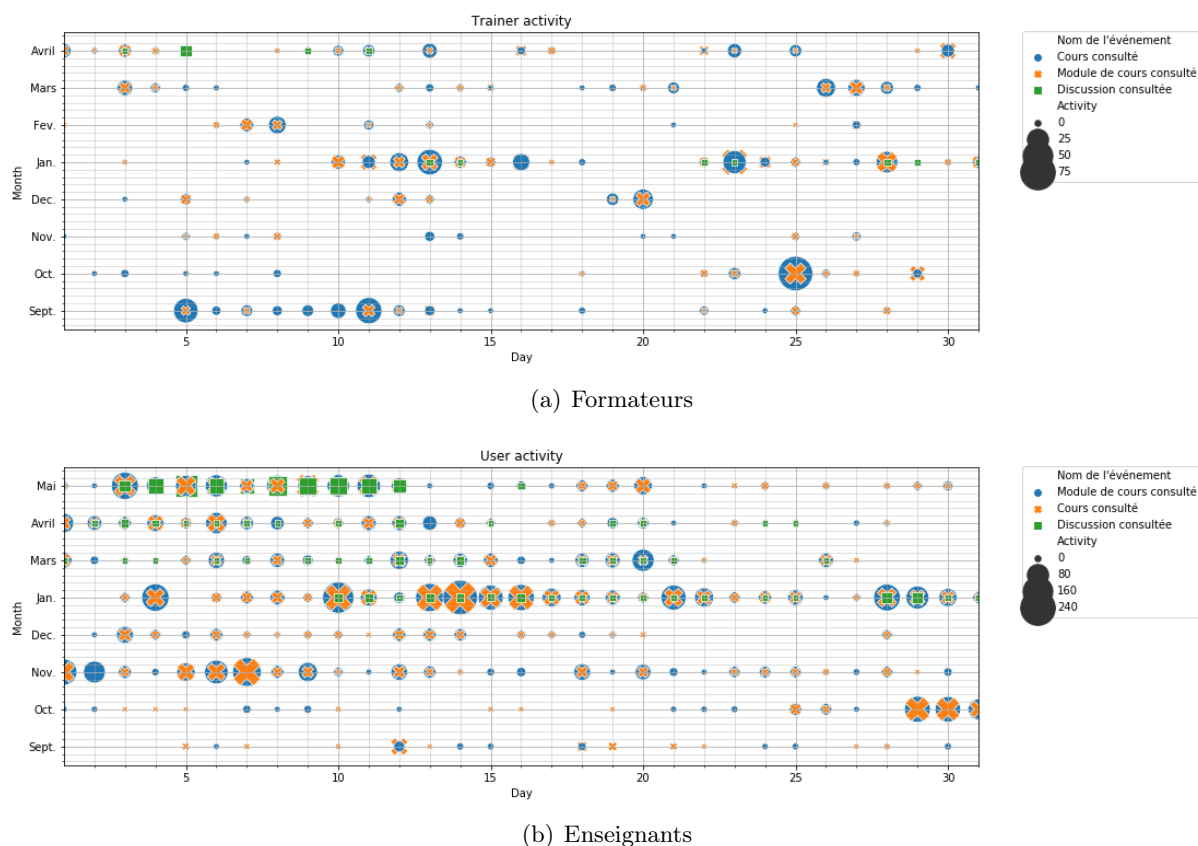 Trainer activity
Avril
Mars
Fev.
Jan.
Dec.
Nov.
Oct.
Sept.
Month
5 10 15 20 25 30
Day
Nom de l'événement
Cours consulté
Module de cours consulté
Discussion consultée
Activity
0
25
50
75
(a) Formateurs
User activity
Mai
Avril
Mars
Jan.
Dec.
Nov.
Oct.
Sept.
Month
5 10 15 20 25 30
Day
Nom de l'événement
Module de cours consulté
Cours consulté
Discussion consultée
Activity
0
80
160
240
(b) Enseignants